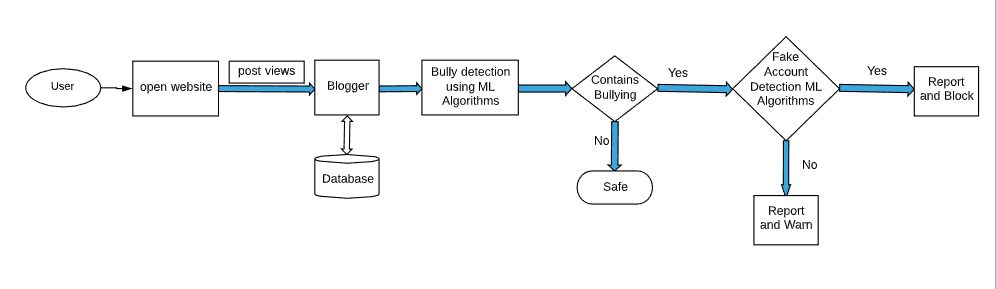 User
open website
post views
Blogger
Database
Bully detection
using ML
Algorithms
Contains
Bullying
Yes
No
Safe
Fake
Account
Detection ML
Algorithms
Yes
Report
and Block
No
Report
and Warn